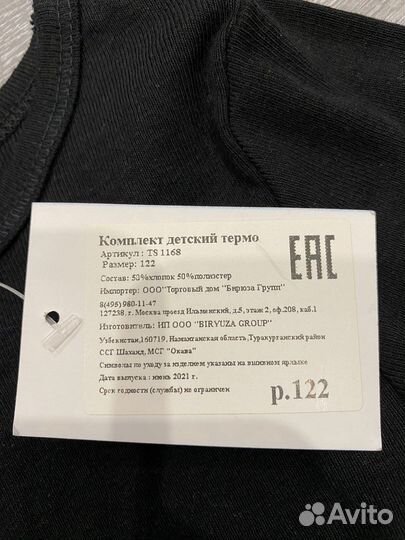 Комплект детский термо
Артикул : TS 1168
Размер: 122
Состав: 50%хлопок 50%полиэстер
Импортер: ООО"Торговый дом "Бирюза Групп"
8(495)-980-11-47
127238, г. Москва проезд Ильменский, д.5, этаж 2, оф.208, каб.1
Изготовитель: ИП ООО "BIRYUZA GROUP"
Узбекистан,160719, Наманганская область,Туракурганский район
ССГ Шаханд, МСГ "Окава"
Символы по уходу за изделием указаны на вшивном ярлыке
Дата выпуска : июнь 2021 г.
Срок годности (службы) не ограничен
р.122
EAC
Avito